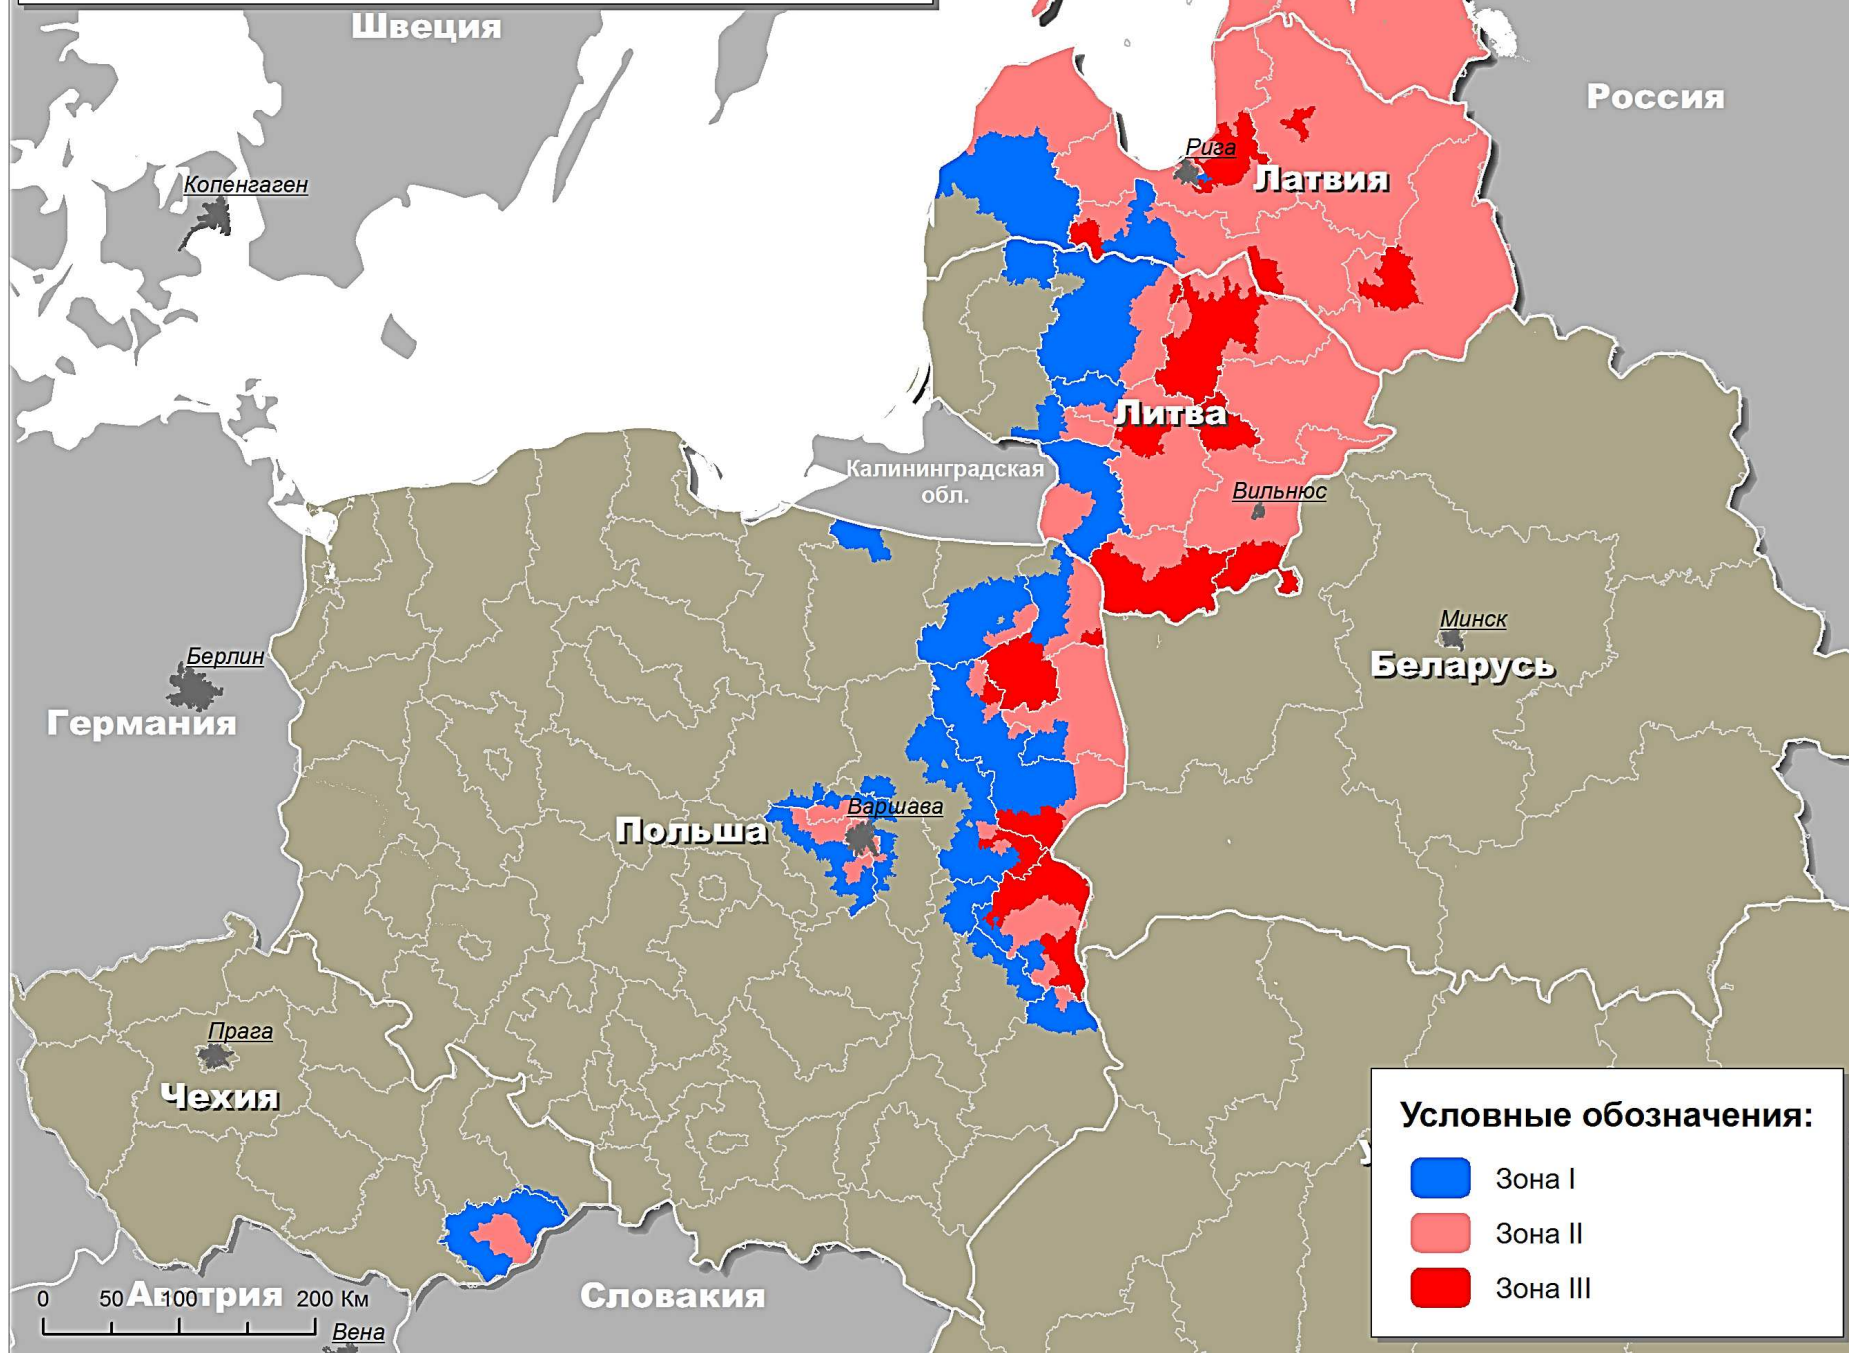 Швеция
Россия
Рига
Латвия
Копенгаген
Литва
Калининградская
обл.
Вильнюс
Минск
Беларусь
Берлин
Германия
Варшава
Польша
Прага
Чехия
Условные обозначения:
Зона I
Зона II
Зона III
Австрия
Словакия
0 50 100 200 Км
Вена